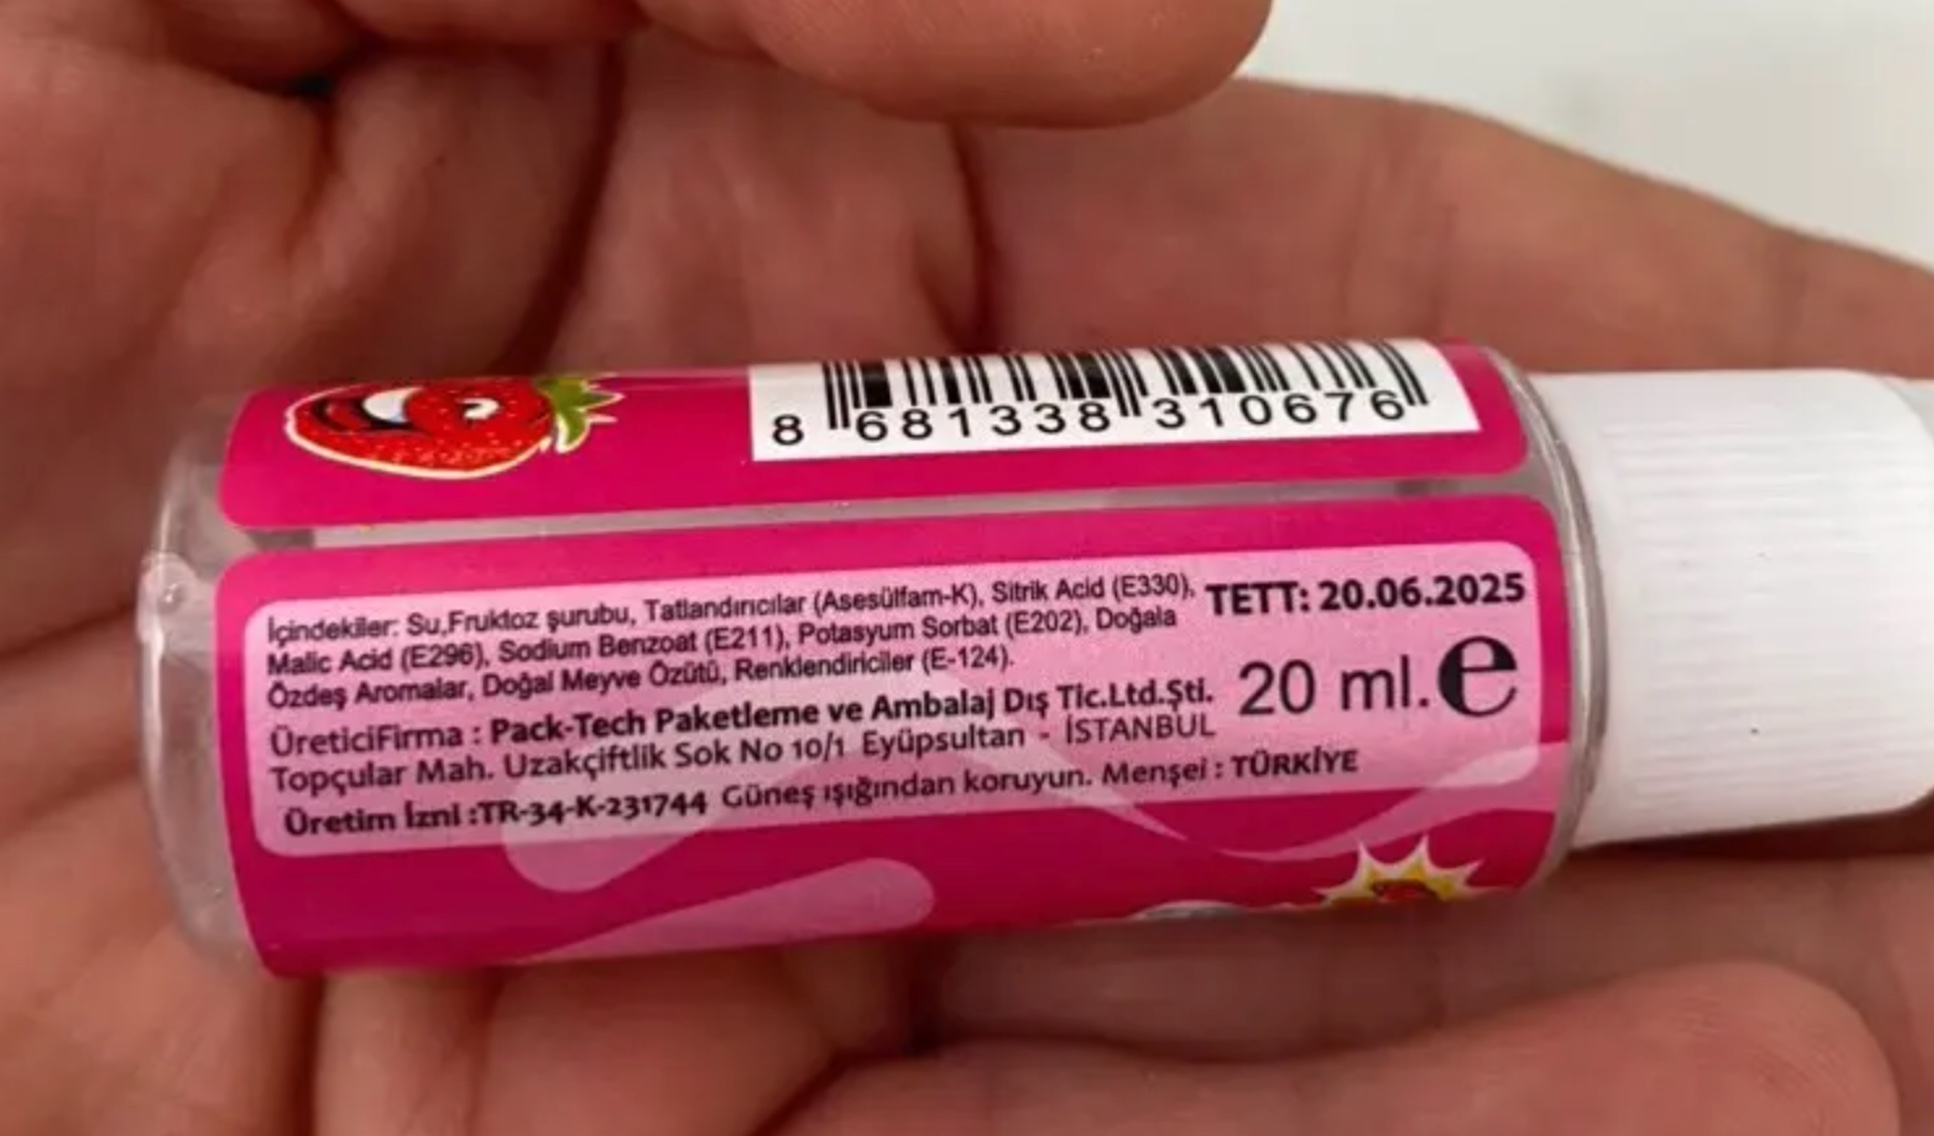 8 681338 310676
İçindekiler: Su,Fruktoz şurubu, Tatlandırıcılar (Asesülfam-K), Sitrik Acid (E330),
Malic Acid (E296), Sodium Benzoat (E211), Potasyum Sorbat (E202), Doğala
Özdeş Aromalar, Doğal Meyve Özütü, Renklendiriciler (E-124).
TETT: 20.06.2025
20 ml. e
ÜreticiFirma : Pack-Tech Paketleme ve Ambalaj Dış Tic.Ltd.Şti.
Topçular Mah. Uzakçiftlik Sok No 10/1 Eyüpsultan - İSTANBUL
Üretim İzni :TR-34-K-231744 Güneş ışığından koruyun. Menşei : TÜRKİYE